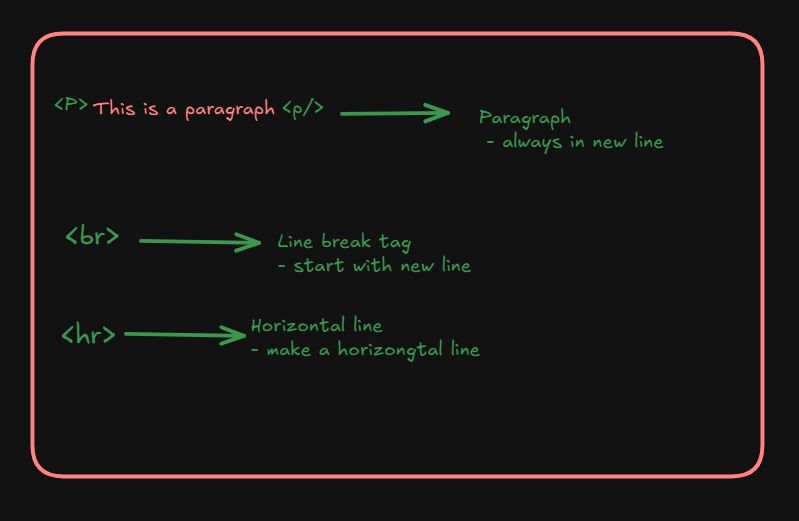 <P> This is a paragraph <p/>
Paragraph
- always in new line
<br>
Line break tag
- start with new line
<hr>
Horizontal line
- make a horizongtal line